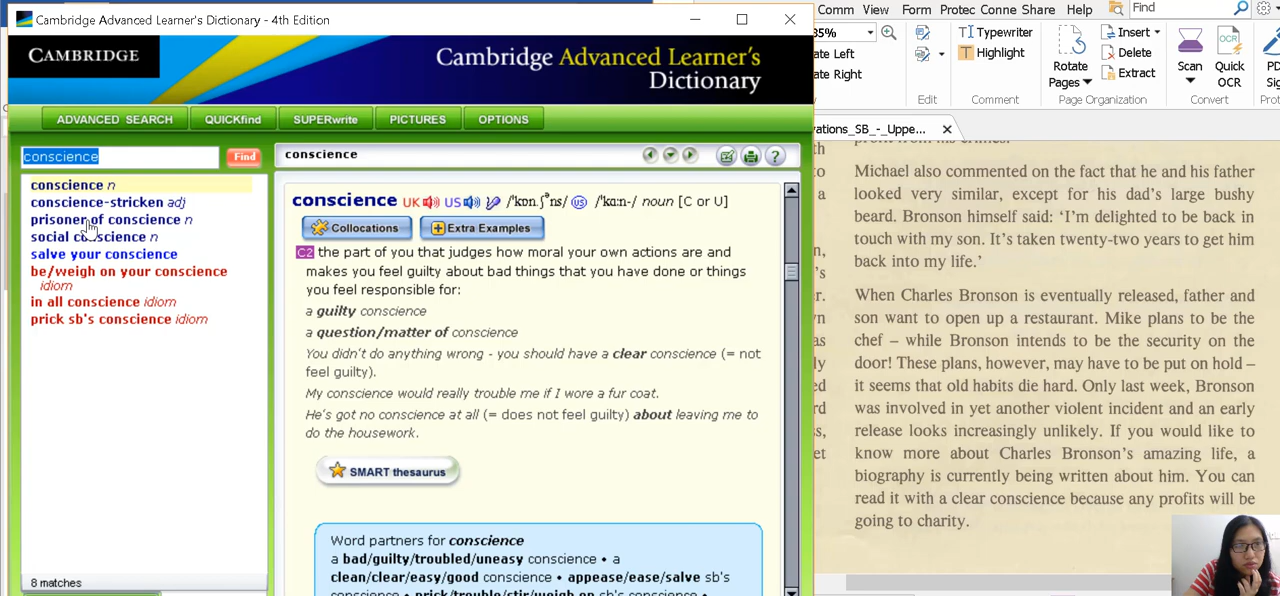 Cambridge Advanced Learner's Dictionary - 4th Edition
CAMBRIDGE
Cambridge Advanced Learner's
Dictionary
ADVANCED SEARCH QUICKfind SUPERwrite PICTURES OPTIONS
conscience Find
conscience n
conscience-stricken adj
prisoner of conscience n
social conscience n
salve your conscience
be/weigh on your conscience
idiom
in all conscience idiom
prick sb's conscience idiom
8 matches
conscience
conscience UK US /ˈkɒn.ʃəns/ US /ˈkɑːn-/ noun [C or U]
Collocations Extra Examples
C2 the part of you that judges how moral your own actions are and
makes you feel guilty about bad things that you have done or things
you feel responsible for:
a guilty conscience
a question/matter of conscience
You didn't do anything wrong - you should have a clear conscience (= not
feel guilty).
My conscience would really trouble me if I wore a fur coat.
He's got no conscience at all (= does not feel guilty) about leaving me to
do the housework.
SMART thesaurus
Word partners for conscience
a bad/guilty/troubled/uneasy conscience • a
clean/clear/easy/good conscience • appease/ease/salve sb's
conscience • prick/trouble/stir/weigh on sb's conscience •
Comm View Form Protec Conne Share Help Find
35% Typewriter Insert
ate Left Highlight Rotate Delete Scan Quick
ate Right Pages Extract OCR
Edit Comment Page Organization Convert
vations_SB_-_Uppe...
Michael also commented on the fact that he and his father
looked very similar, except for his dad's large bushy
beard. Bronson himself said: 'I'm delighted to be back in
touch with my son. It's taken twenty-two years to get him
back into my life.'
When Charles Bronson is eventually released, father and
son want to open up a restaurant. Mike plans to be the
chef – while Bronson intends to be the security on the
door! These plans, however, may have to be put on hold –
it seems that old habits die hard. Only last week, Bronson
was involved in yet another violent incident and an early
release looks increasingly unlikely. If you would like to
know more about Charles Bronson's amazing life, a
biography is currently being written about him. You can
read it with a clear conscience because any profits will be
going to charity.